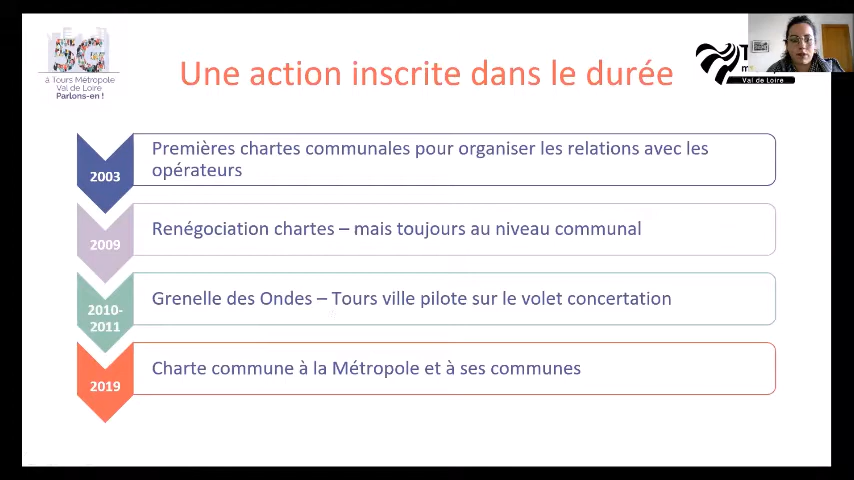 5G
à Tours Métropole
Val de Loire
Parlons-en !
Une action inscrite dans le durée
Val de Loire
2003
Premières chartes communales pour organiser les relations avec les
opérateurs
2009
Renégociation chartes – mais toujours au niveau communal
2010-
2011
Grenelle des Ondes – Tours ville pilote sur le volet concertation
2019
Charte commune à la Métropole et à ses communes